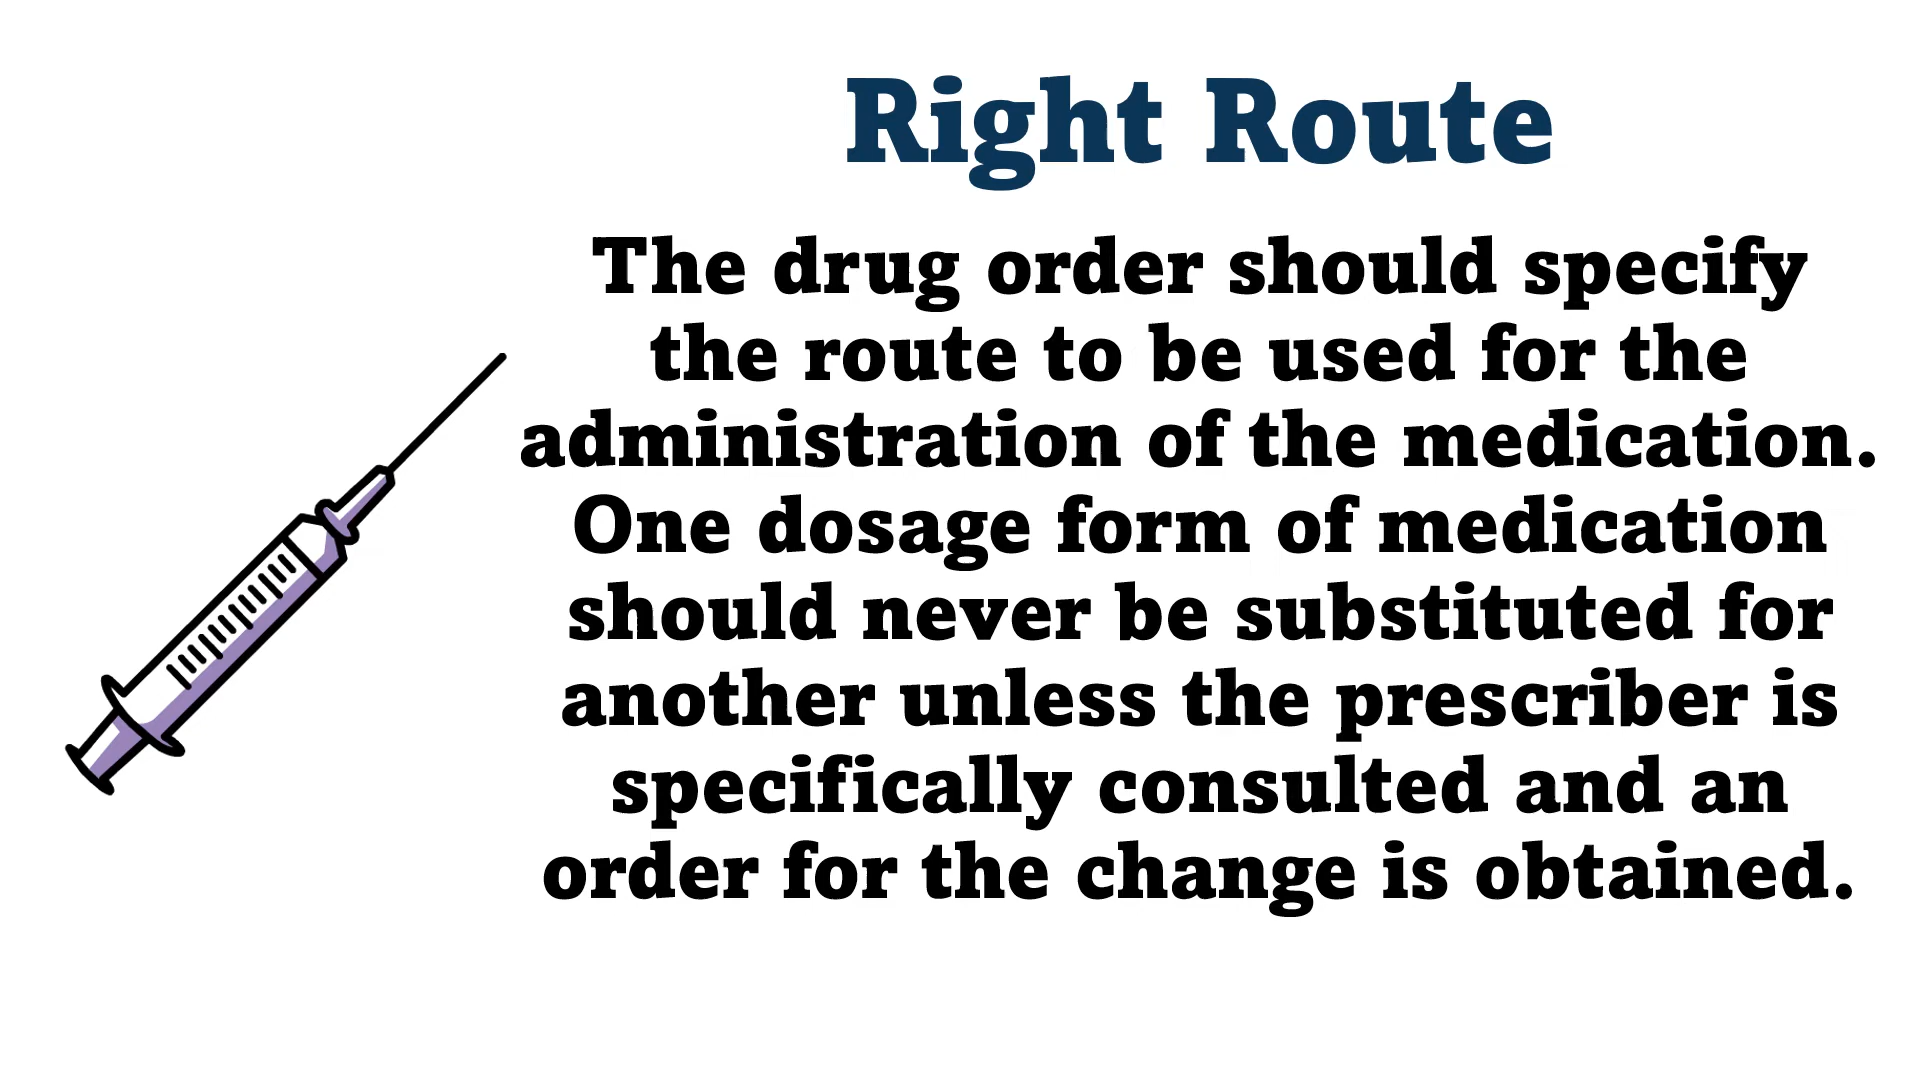 Right Route
The drug order should specify
the route to be used for the
administration of the medication.
One dosage form of medication
should never be substituted for
another unless the prescriber is
specifically consulted and an
order for the change is obtained.